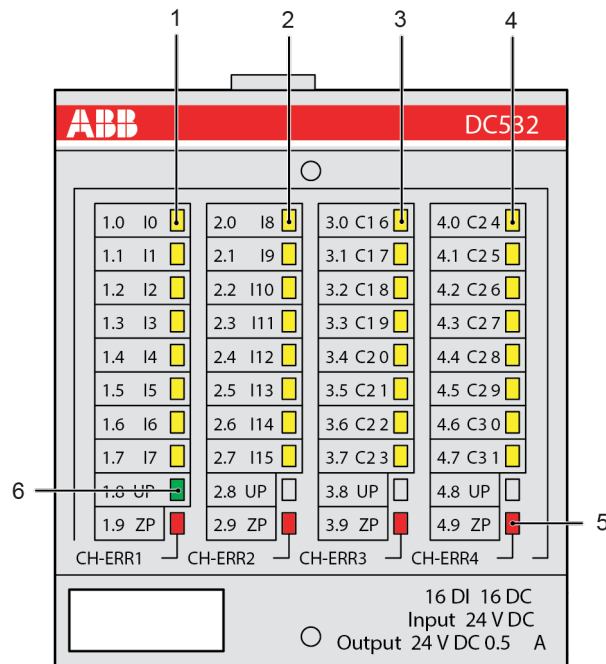 1 2 3 4
ABB DC532
1.0 I0 2.0 I8 3.0 C16 4.0 C24
1.1 I1 2.1 I9 3.1 C17 4.1 C25
1.2 I2 2.2 I10 3.2 C18 4.2 C26
1.3 I3 2.3 I11 3.3 C19 4.3 C27
1.4 I4 2.4 I12 3.4 C20 4.4 C28
1.5 I5 2.5 I13 3.5 C21 4.5 C29
1.6 I6 2.6 I14 3.6 C22 4.6 C30
1.7 I7 2.7 I15 3.7 C23 4.7 C31
6 1.8 UP 2.8 UP 3.8 UP 4.8 UP
1.9 ZP 2.9 ZP 3.9 ZP 4.9 ZP 5
CH-ERR1 CH-ERR2 CH-ERR3 CH-ERR4
16 DI 16 DC
Input 24 V DC
Output 24 V DC 0.5 A